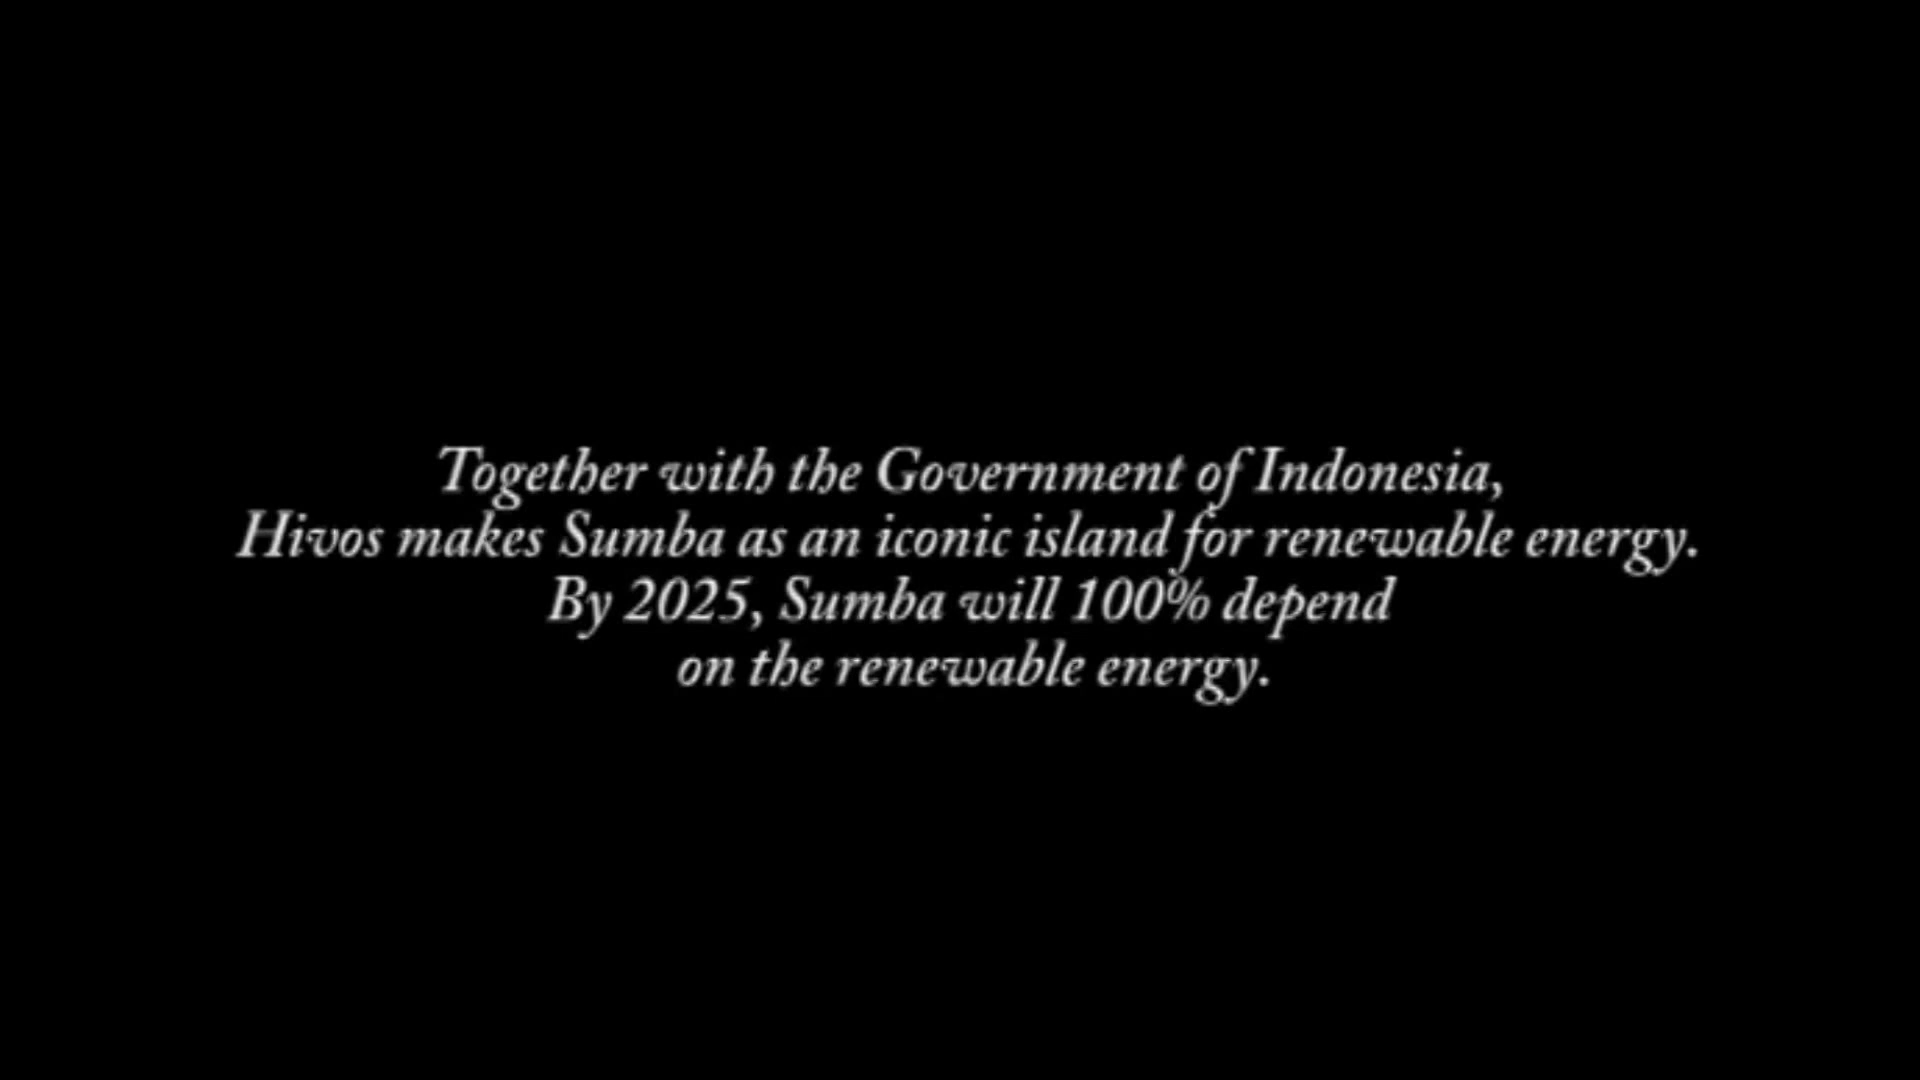 Together with the Government of Indonesia,
Hivos makes Sumba as an iconic island for renewable energy.
By 2025, Sumba will 100% depend
on the renewable energy.